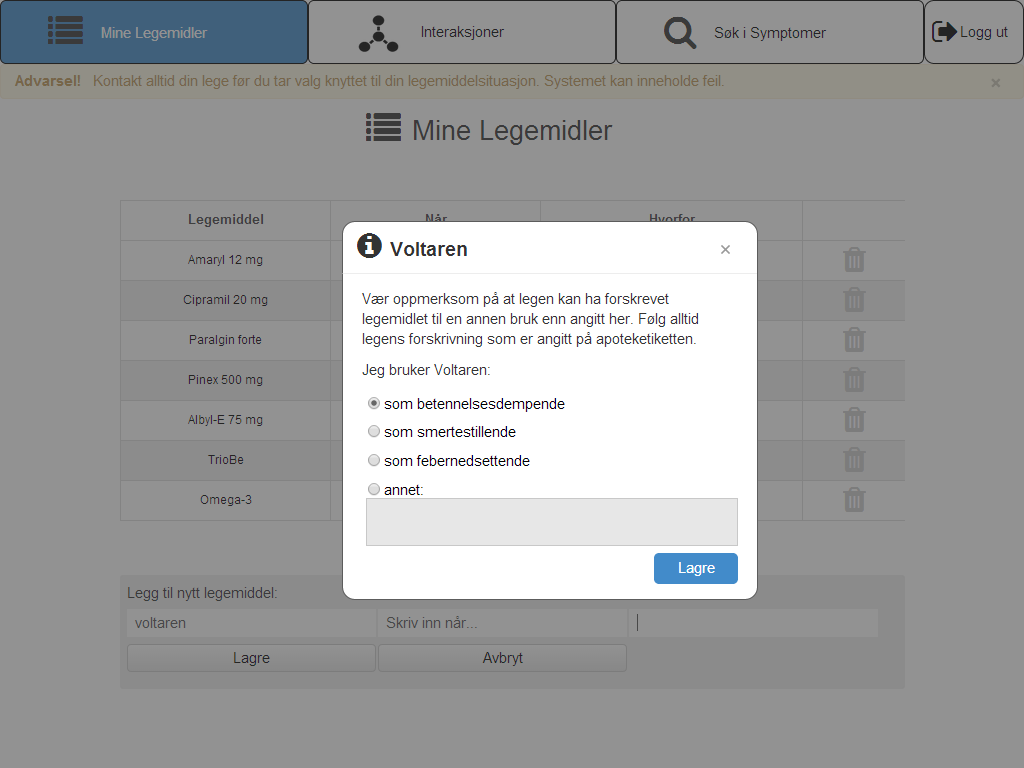 Mine Legemidler
Interaksjoner
Søk i Symptomer
Logg ut
Advarsel! Kontakt alltid din lege før du tar valg knyttet til din legemiddelsituasjon. Systemet kan inneholde feil.
×
Mine Legemidler
Legemiddel
Når
Hvorfor
Amaryl 12 mg
Cipramil 20 mg
Paralgin forte
Pinex 500 mg
Albyl-E 75 mg
TrioBe
Omega-3
Voltaren
×
Vær oppmerksom på at legen kan ha forskrevet
legemidlet til en annen bruk enn angitt her. Følg alltid
legens forskrivning som er angitt på apoteketiketten.
Jeg bruker Voltaren:
som betennelsesdempende
som smertestillende
som febernedsettende
annet:
Lagre
Legg til nytt legemiddel:
voltaren
Skriv inn når...
Lagre
Avbryt